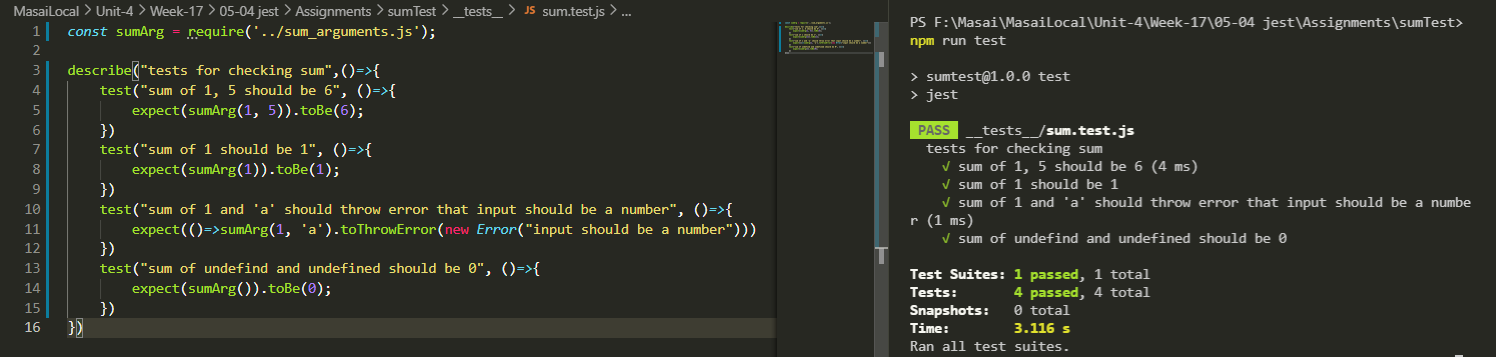 MasaiLocal > Unit-4 > Week-17 > 05-04 jest > Assignments > sumTest > __tests__ > JS sum.test.js > ...
1 const sumArg = require('../sum_arguments.js');
2
3 describe("tests for checking sum",()=>{
4 test("sum of 1, 5 should be 6", ()=>{
5 expect(sumArg(1, 5)).toBe(6);
6 })
7 test("sum of 1 should be 1", ()=>{
8 expect(sumArg(1)).toBe(1);
9 })
10 test("sum of 1 and 'a' should throw error that input should be a number", ()=>{
11 expect(()=>sumArg(1, 'a').toThrowError(new Error("input should be a number")))
12 })
13 test("sum of undefind and undefined should be 0", ()=>{
14 expect(sumArg()).toBe(0);
15 })
16 })
PS F:\Masai\MasaiLocal\Unit-4\Week-17\05-04 jest\Assignments\sumTest>
npm run test
> sumtest@1.0.0 test
> jest
PASS __tests__/sum.test.js
tests for checking sum
√ sum of 1, 5 should be 6 (4 ms)
√ sum of 1 should be 1
√ sum of 1 and 'a' should throw error that input should be a numbe
r (1 ms)
√ sum of undefind and undefined should be 0
Test Suites: 1 passed, 1 total
Tests: 4 passed, 4 total
Snapshots: 0 total
Time: 3.116 s
Ran all test suites.